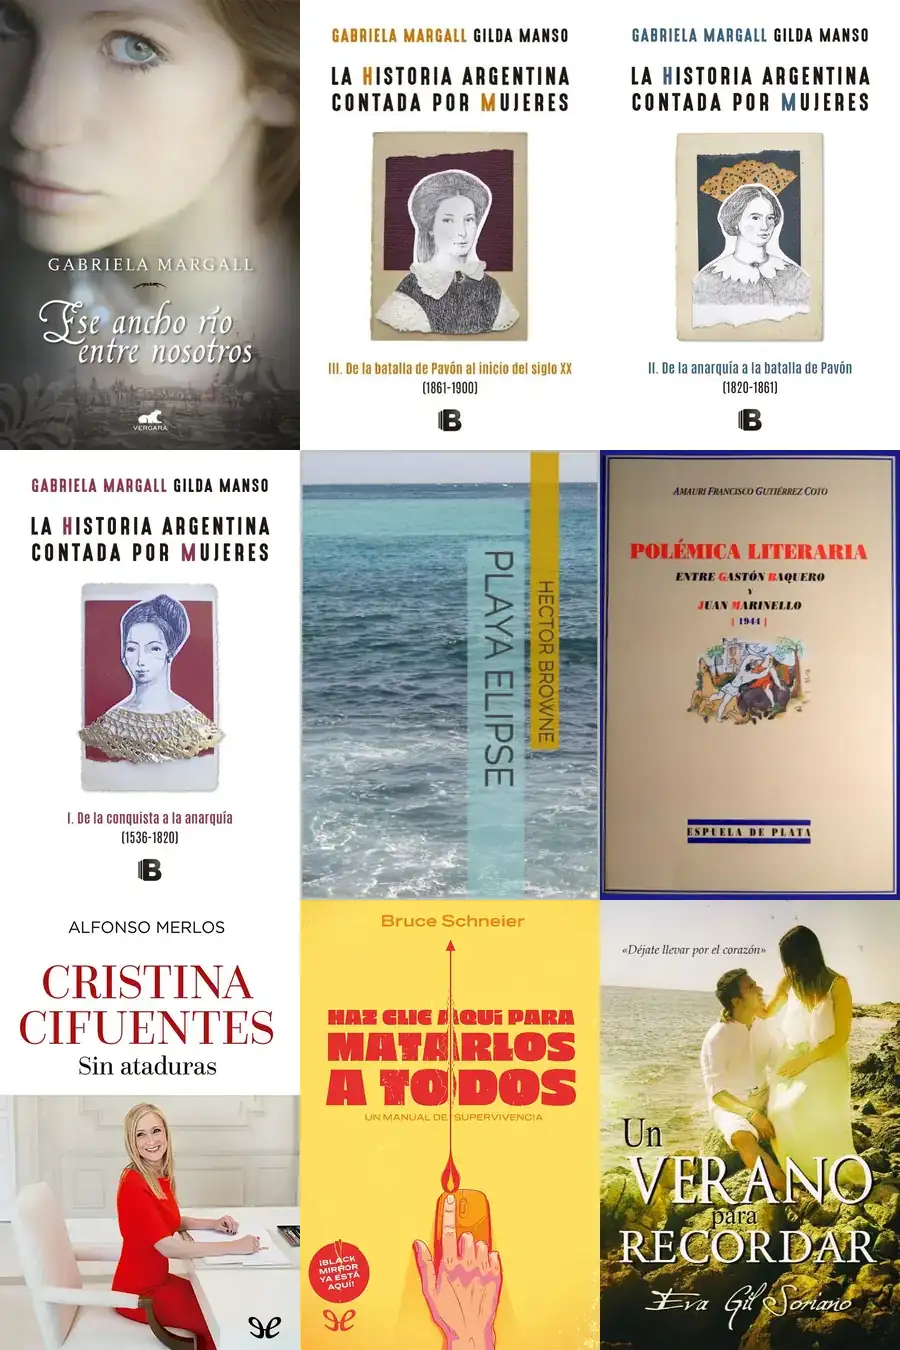 GABRIELA MARGALL
Ese ancho río
entre nosotros
VERGARA
GABRIELA MARGALL GILDA MANSO
LA HISTORIA ARGENTINA
CONTADA POR MUJERES
III. De la batalla de Pavón al inicio del siglo XX
(1861-1900)
B
GABRIELA MARGALL GILDA MANSO
LA HISTORIA ARGENTINA
CONTADA POR MUJERES
II. De la anarquía a la batalla de Pavón
(1820-1861)
B
GABRIELA MARGALL GILDA MANSO
LA HISTORIA ARGENTINA
CONTADA POR MUJERES
I. De la conquista a la anarquía
(1536-1820)
B
HECTOR BROWNE
PLAYA ELIPSE
AMAURI FRANCISCO GUTIÉRREZ COTO
POLÉMICA LITERARIA
ENTRE GASTÓN BAQUERO
Y
JUAN MARINELLO
[ 1944 ]
ESPUELA DE PLATA
ALFONSO MERLOS
CRISTINA
CIFUENTES
Sin ataduras
Bruce Schneier
HAZ CLIC AQUÍ PARA
MATARLOS
A TODOS
UN MANUAL DE SUPERVIVENCIA
¡BLACK
MIRROR
YA ESTÁ
AQUÍ!
«Déjate llevar por el corazón»
Un
VERANO
para
RECORDAR
Eva Gil Soriano